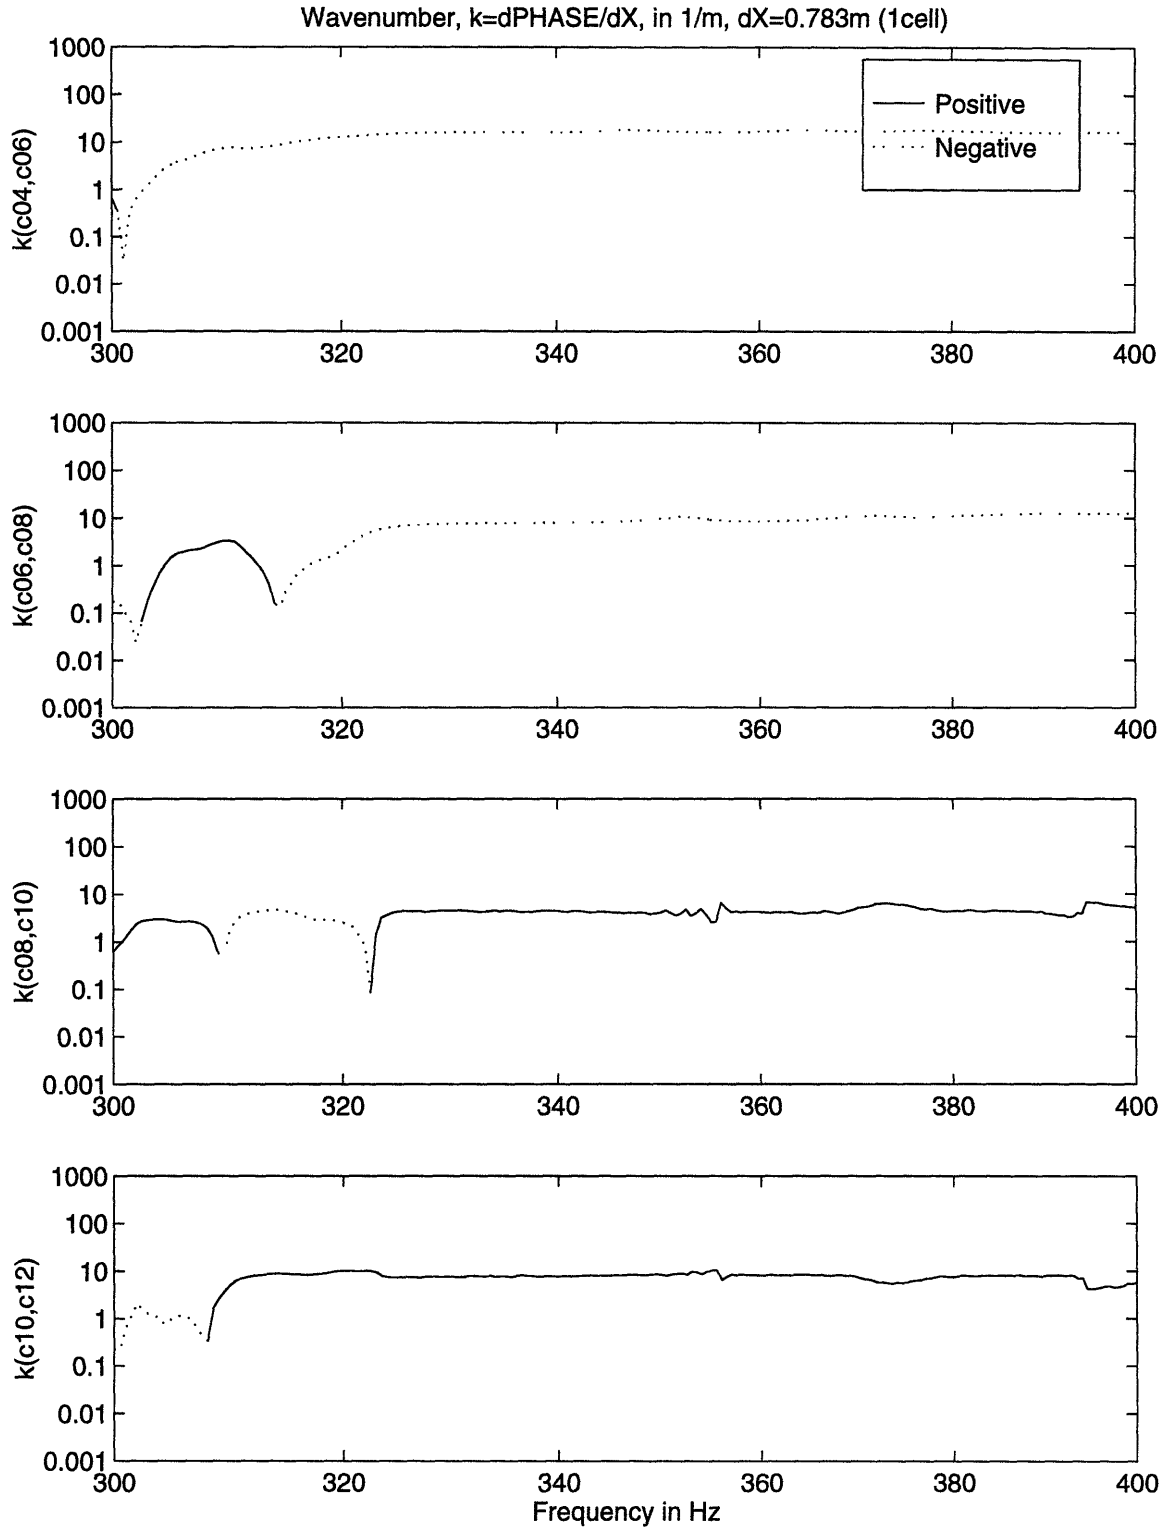 Wavenumber, k=dPHASE/dX, in 1/m, dX=0.783m (1cell)
1000
100
10
1
0.1
0.01
0.001
k(c04,c06)
Positive
Negative
300 320 340 360 380 400
1000
100
10
1
0.1
0.01
0.001
k(c06,c08)
300 320 340 360 380 400
1000
100
10
1
0.1
0.01
0.001
k(c08,c10)
300 320 340 360 380 400
1000
100
10
1
0.1
0.01
0.001
k(c10,c12)
300 320 340 360 380 400
Frequency in Hz